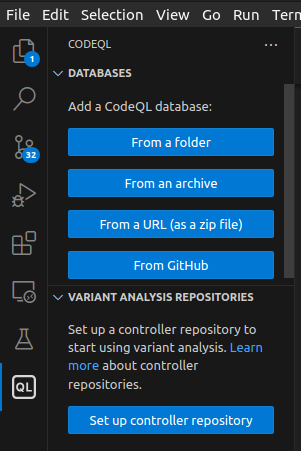 File Edit Selection View Go Run Term
CODEQL
1
DATABASES
Add a CodeQL database:
From a folder
From an archive
32
From a URL (as a zip file)
From GitHub
VARIANT ANALYSIS REPOSITORIES
Set up a controller repository to
start using variant analysis. Learn
more about controller
repositories.
QL
Set up controller repository